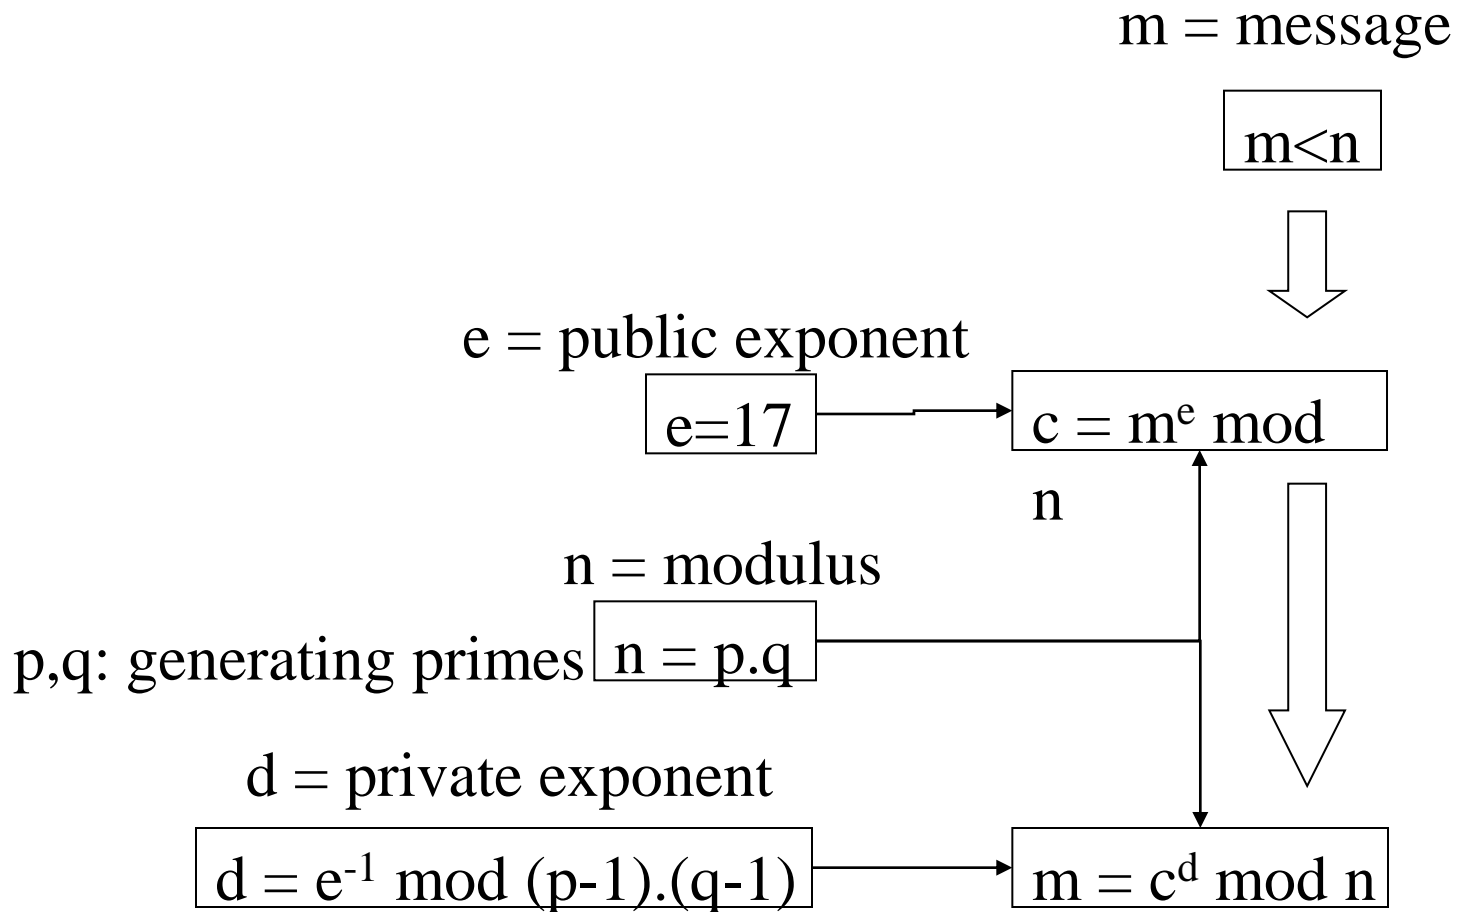 m = message
m<n
e = public exponent
e=17
c = mᵉ mod
n
n = modulus
p,q: generating primes
n = p.q
d = private exponent
d = e⁻¹ mod (p-1).(q-1)
m = cᵈ mod n